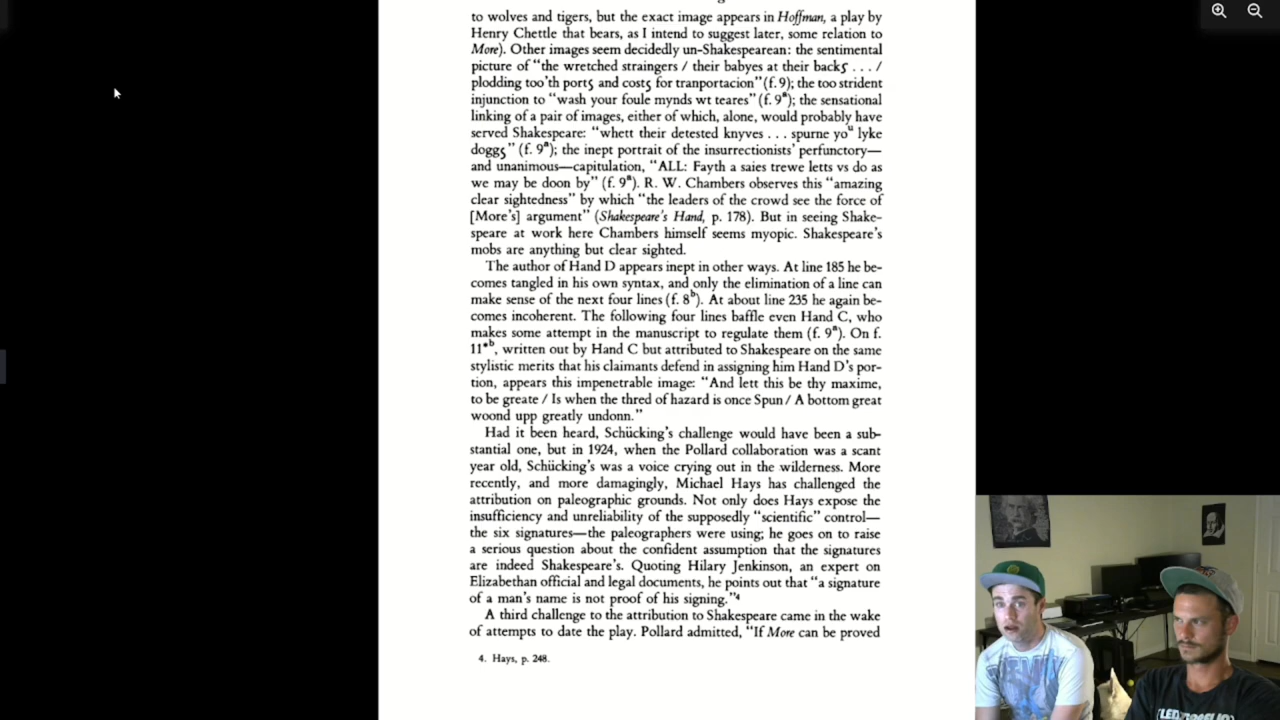 to wolves and tigers, but the exact image appears in Hoffman, a play by
Henry Chettle that bears, as I intend to suggest later, some relation to
More). Other images seem decidedly un-Shakespearean: the sentimental
picture of “the wretched straingers / their babyes at their backς . . . /
plodding too'th portς and costς for tranportacion” (f. 9); the too strident
injunction to “wash your foule mynds wt teares” (f. 9ª); the sensational
linking of a pair of images, either of which, alone, would probably have
served Shakespeare: “whett their detested knyves . . . spurne yoᵘ lyke
doggς” (f. 9ª); the inept portrait of the insurrectionists' perfunctory—
and unanimous—capitulation, “ALL: Fayth a saies trewe letts vs do as
we may be doon by” (f. 9ª). R. W. Chambers observes this “amazing
clear sightedness” by which “the leaders of the crowd see the force of
[More's] argument” (Shakespeare's Hand, p. 178). But in seeing Shake-
speare at work here Chambers himself seems myopic. Shakespeare's
mobs are anything but clear sighted.
The author of Hand D appears inept in other ways. At line 185 he be-
comes tangled in his own syntax, and only the elimination of a line can
make sense of the next four lines (f. 8ᵇ). At about line 235 he again be-
comes incoherent. The following four lines baffle even Hand C, who
makes some attempt in the manuscript to regulate them (f. 9ª). On f.
11*ᵇ, written out by Hand C but attributed to Shakespeare on the same
stylistic merits that his claimants defend in assigning him Hand D's por-
tion, appears this impenetrable image: “And lett this be thy maxime,
to be greate / Is when the thred of hazard is once Spun / A bottom great
woond upp greatly undonn.”
Had it been heard, Schücking's challenge would have been a sub-
stantial one, but in 1924, when the Pollard collaboration was a scant
year old, Schücking's was a voice crying out in the wilderness. More
recently, and more damagingly, Michael Hays has challenged the
attribution on paleographic grounds. Not only does Hays expose the
insufficiency and unreliability of the supposedly “scientific” control—
the six signatures—the paleographers were using; he goes on to raise
a serious question about the confident assumption that the signatures
are indeed Shakespeare's. Quoting Hilary Jenkinson, an expert on
Elizabethan official and legal documents, he points out that “a signature
of a man's name is not proof of his signing.”⁴
A third challenge to the attribution to Shakespeare came in the wake
of attempts to date the play. Pollard admitted, “If More can be proved
4. Hays, p. 248.